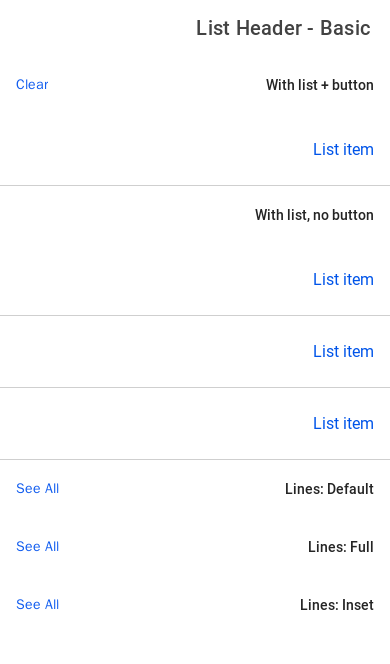 List Header - Basic
With list + button
Clear
List item
With list, no button
List item
List item
List item
Lines: Default
See All
Lines: Full
See All
Lines: Inset
See All